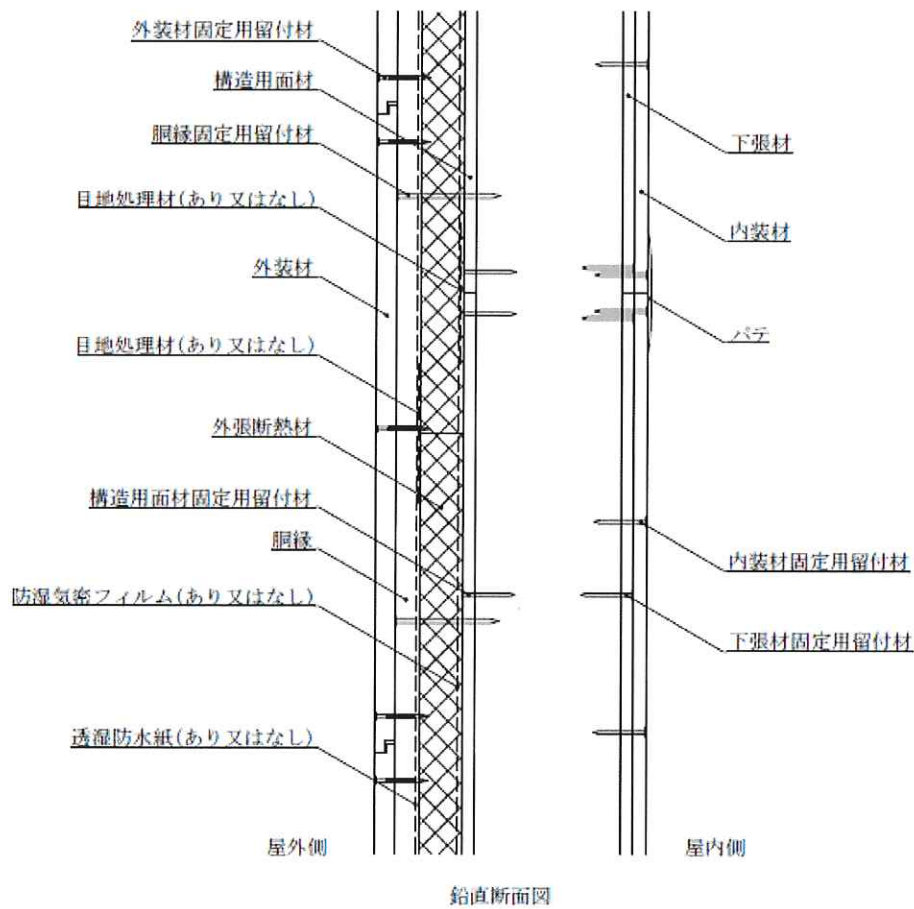 外装材固定用留付材
構造用面材
胴縁固定用留付材
目地処理材(あり又はなし)
外装材
目地処理材(あり又はなし)
外張断熱材
構造用面材固定用留付材
胴縁
防湿気密フィルム(あり又はなし)
透湿防水紙(あり又はなし)
屋外側
下張材
内装材
パテ
内装材固定用留付材
下張材固定用留付材
屋内側
鉛直断面図